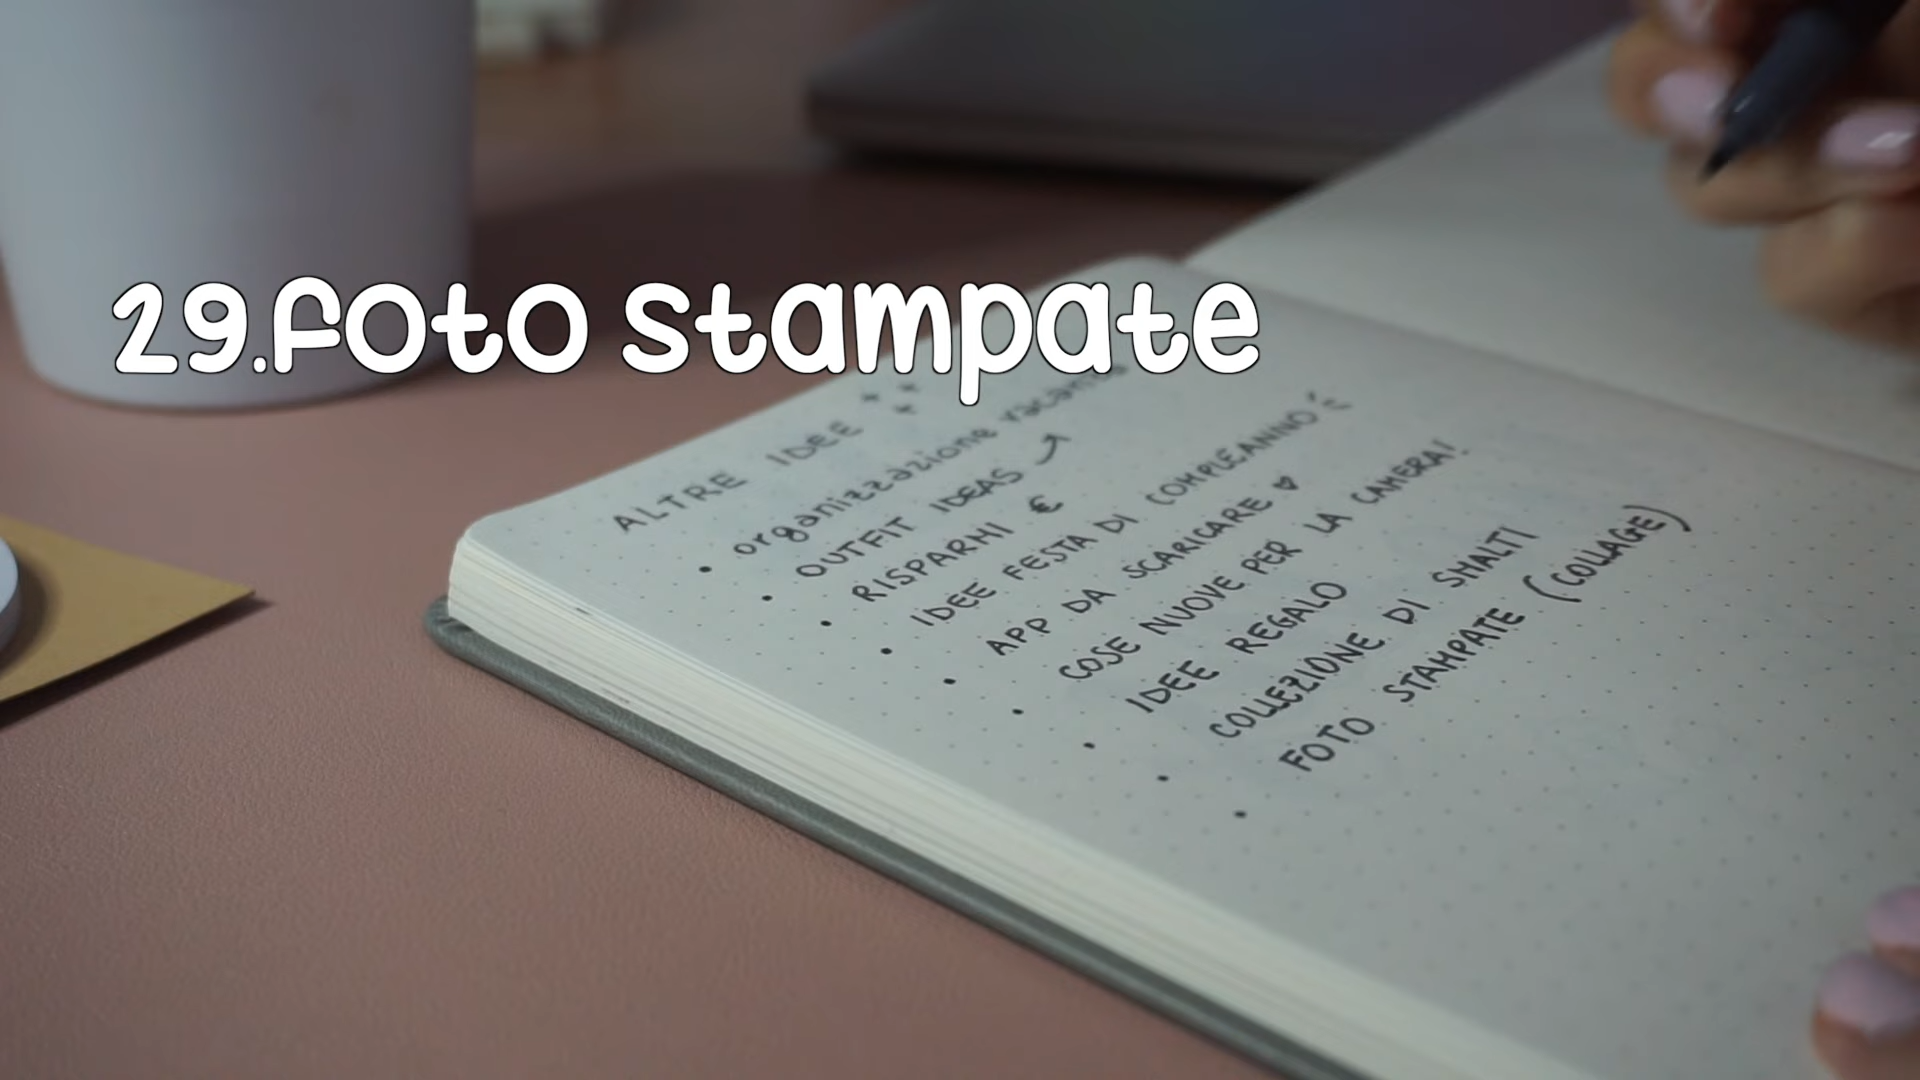 29.foto stampate
ALTRE IDEE
• organizzazione vacanze
• OUTFIT IDEAS
• RISPARMI €
• IDEE FESTA DI COMPLEANNO
• APP DA SCARICARE ♥
• COSE NUOVE PER LA CAMERA!
• IDEE REGALO
• COLLEZIONE DI SMALTI
• FOTO STAMPATE (COLLAGE)